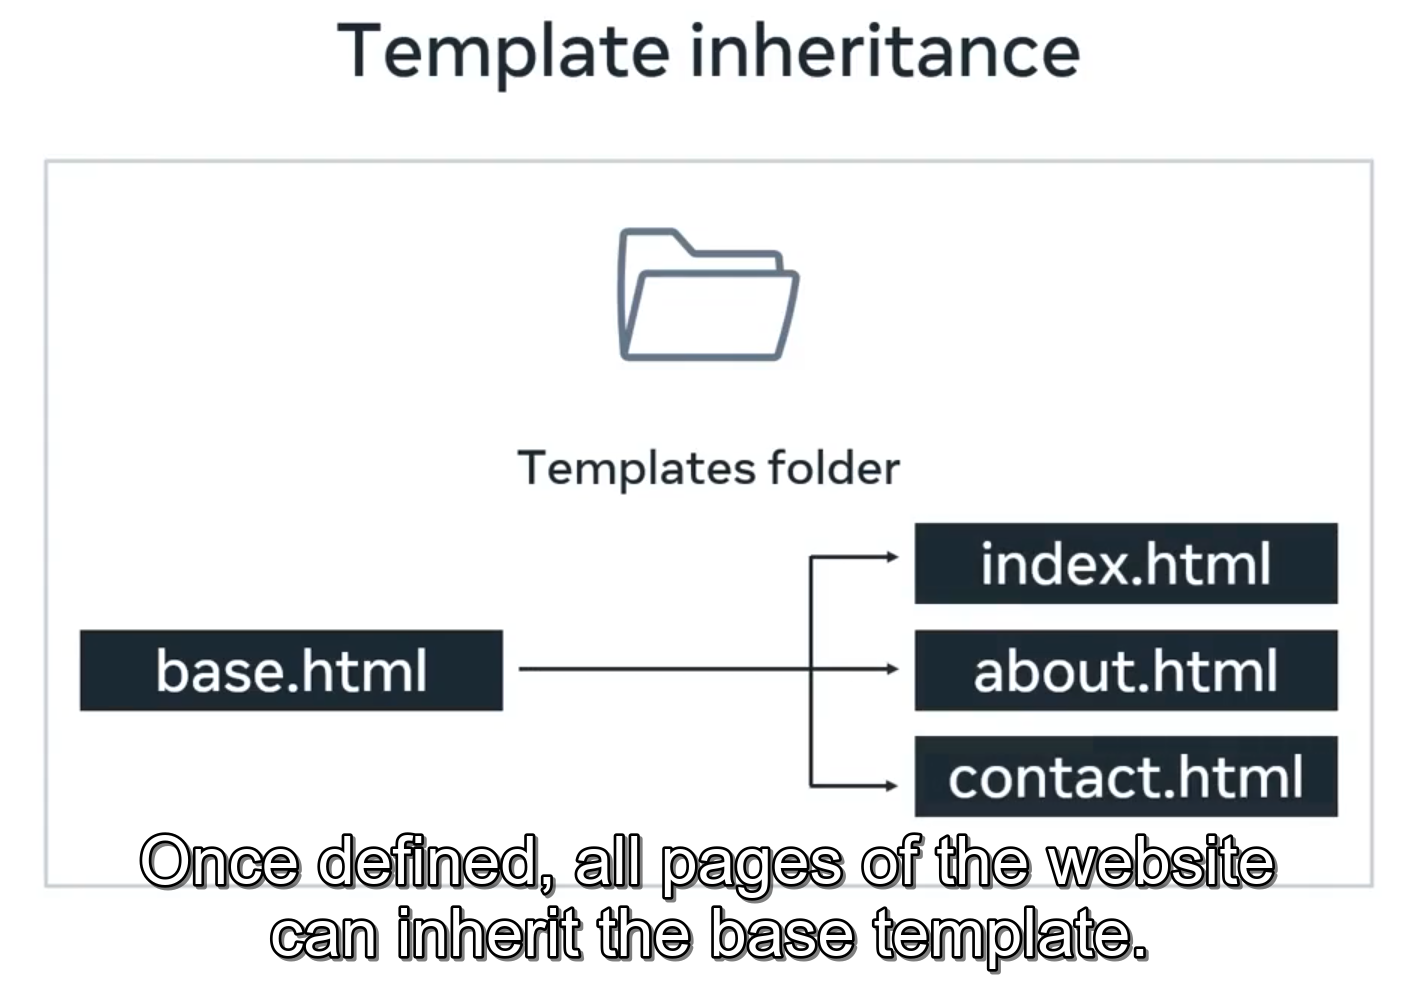 Template inheritance
Templates folder
base.html
index.html
about.html
contact.html
Once defined, all pages of the website
can inherit the base template.